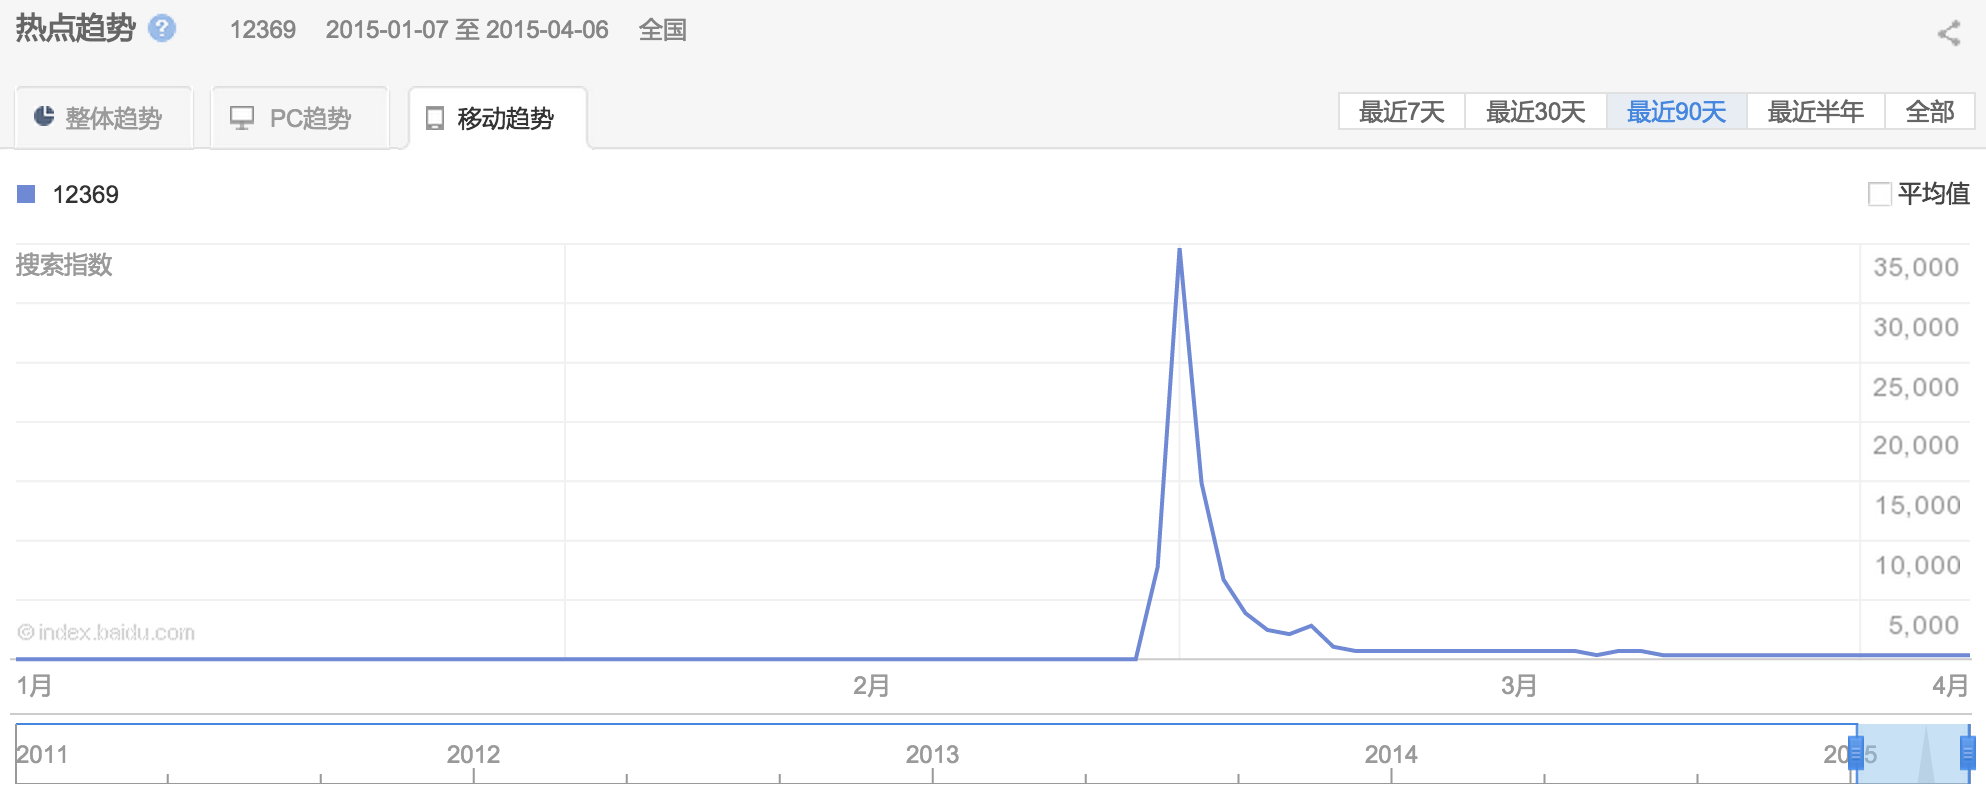 热点趋势 ? 12369 2015-01-07 至 2015-04-06 全国
整体趋势 PC趋势 移动趋势 最近7天 最近30天 最近90天 最近半年 全部
12369 平均值
搜索指数 35,000
30,000
25,000
20,000
15,000
10,000
5,000
©index.baidu.com
1月 2月 3月 4月
2011 2012 2013 2014 2015